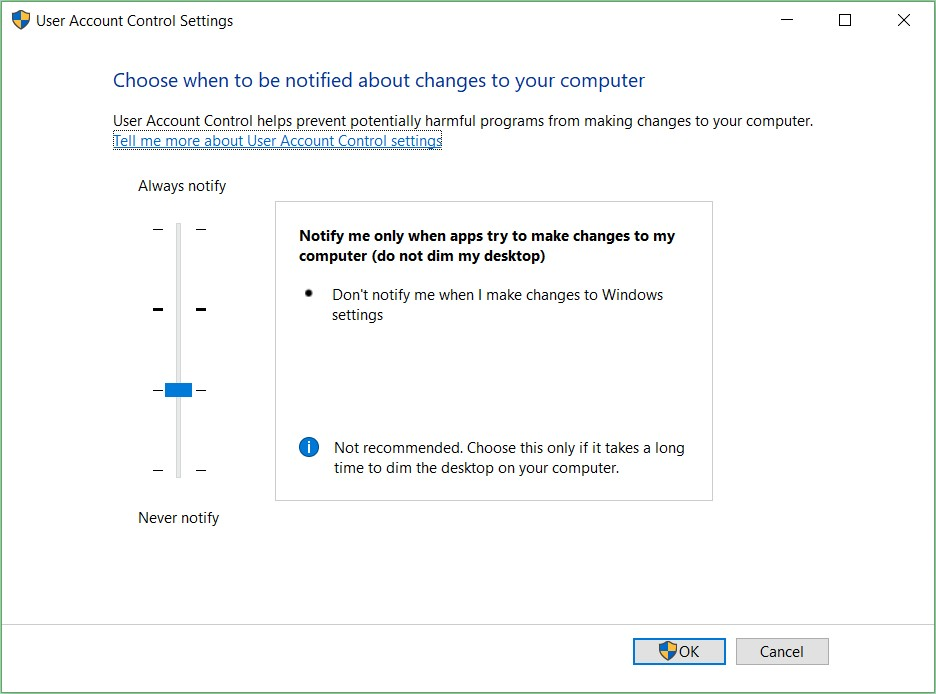 User Account Control Settings
Choose when to be notified about changes to your computer
User Account Control helps prevent potentially harmful programs from making changes to your computer.
Tell me more about User Account Control settings
Always notify
Notify me only when apps try to make changes to my
computer (do not dim my desktop)
Don't notify me when I make changes to Windows
settings
Not recommended. Choose this only if it takes a long
time to dim the desktop on your computer.
Never notify
OK
Cancel